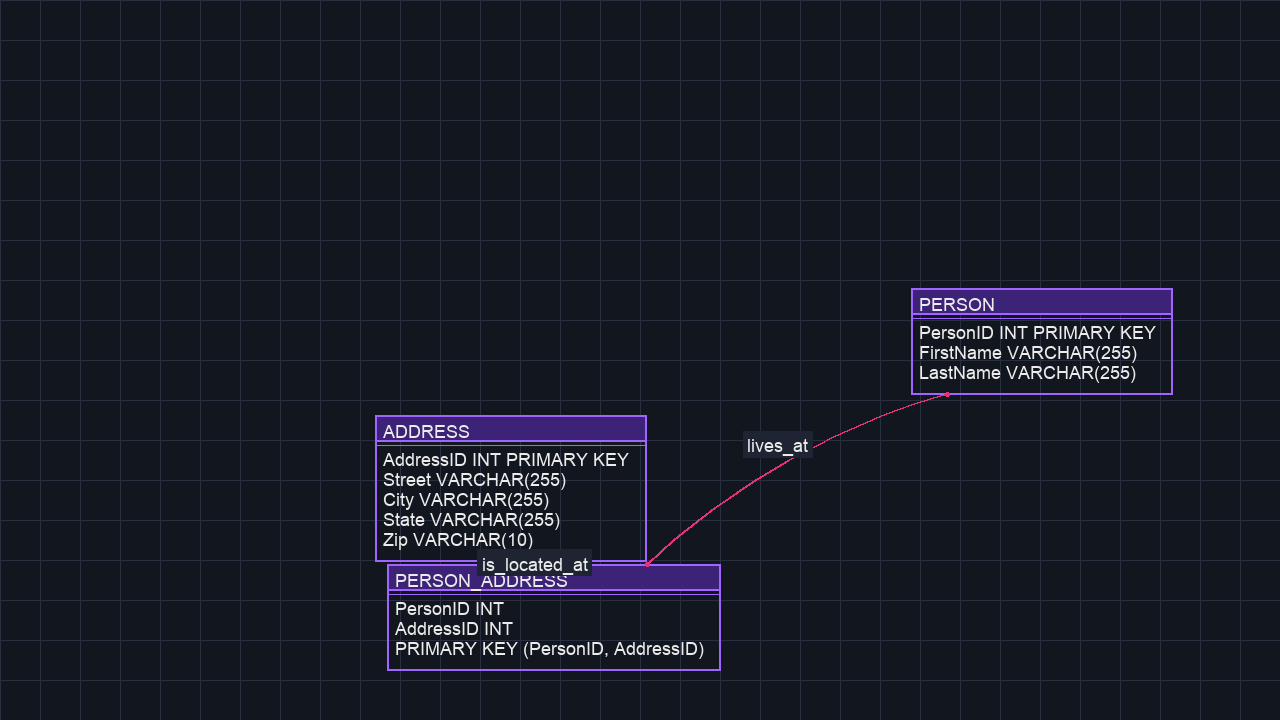 PERSON
PersonID INT PRIMARY KEY
FirstName VARCHAR(255)
LastName VARCHAR(255)
lives_at
ADDRESS
AddressID INT PRIMARY KEY
Street VARCHAR(255)
City VARCHAR(255)
State VARCHAR(255)
Zip VARCHAR(10)
is_located_at
PERSON_ADDRESS
PersonID INT
AddressID INT
PRIMARY KEY (PersonID, AddressID)